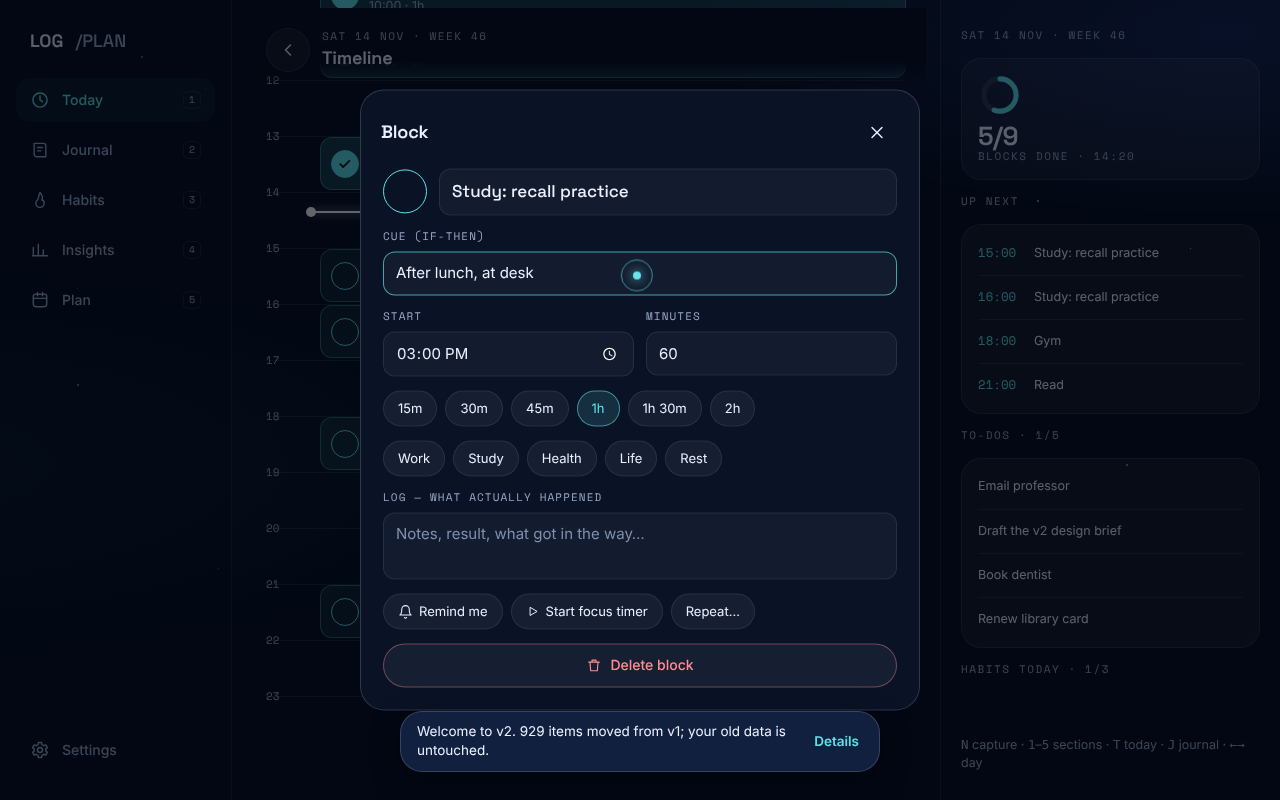 LOG /PLAN
Today 1
Journal 2
Habits 3
Insights 4
Plan 5
Settings
10:00 · 1h
SAT 14 NOV · WEEK 46
Timeline
12
13
14
15
16
17
18
19
20
21
22
23
Block
Study: recall practice
CUE (IF-THEN)
After lunch, at desk
START
MINUTES
03:00 PM
60
15m 30m 45m 1h 1h 30m 2h
Work Study Health Life Rest
LOG — WHAT ACTUALLY HAPPENED
Notes, result, what got in the way...
Remind me Start focus timer Repeat...
Delete block
Welcome to v2. 929 items moved from v1; your old data is
untouched.
Details
SAT 14 NOV · WEEK 46
5/9
BLOCKS DONE · 14:20
UP NEXT ·
15:00 Study: recall practice
16:00 Study: recall practice
18:00 Gym
21:00 Read
TO-DOS · 1/5
Email professor
Draft the v2 design brief
Book dentist
Renew library card
HABITS TODAY · 1/3
N capture · 1–5 sections · T today · J journal · ←→
day